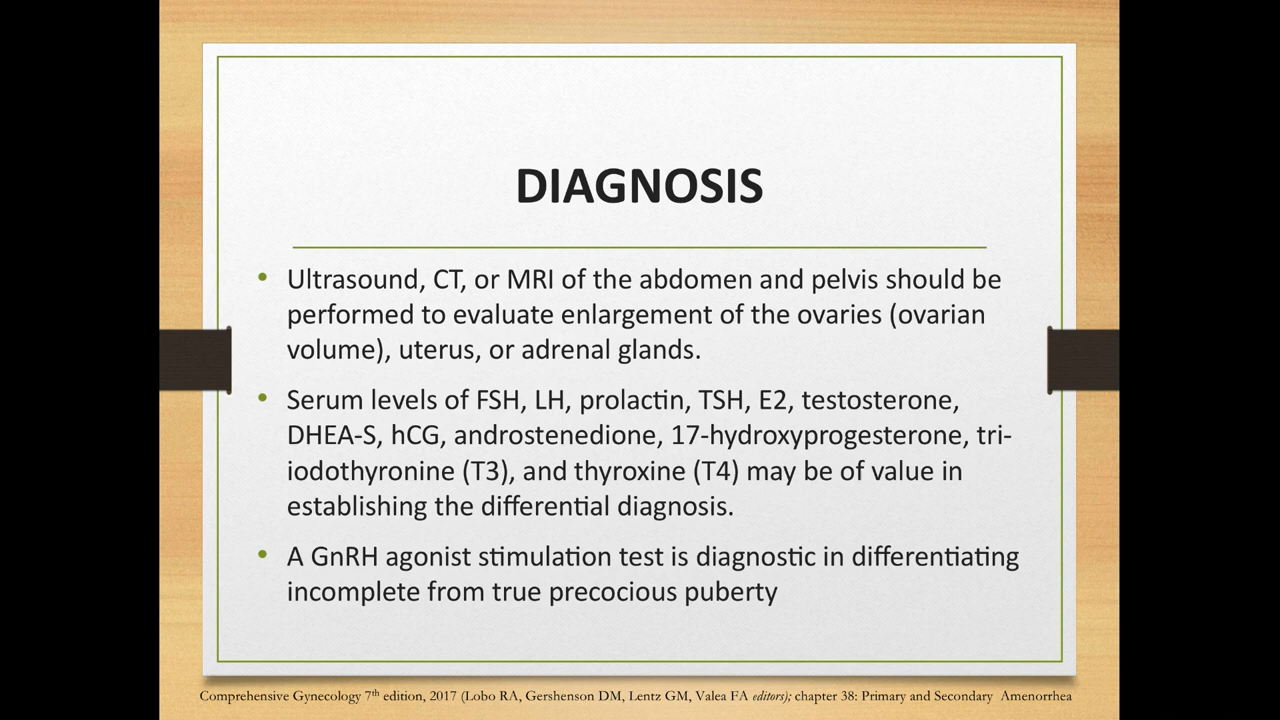 DIAGNOSIS
• Ultrasound, CT, or MRI of the abdomen and pelvis should be
performed to evaluate enlargement of the ovaries (ovarian
volume), uterus, or adrenal glands.
• Serum levels of FSH, LH, prolactin, TSH, E2, testosterone,
DHEA-S, hCG, androstenedione, 17-hydroxyprogesterone, tri-
iodothyronine (T3), and thyroxine (T4) may be of value in
establishing the differential diagnosis.
• A GnRH agonist stimulation test is diagnostic in differentiating
incomplete from true precocious puberty
Comprehensive Gynecology 7th edition, 2017 (Lobo RA, Gershenson DM, Lentz GM, Valea FA editors); chapter 38: Primary and Secondary Amenorrhea